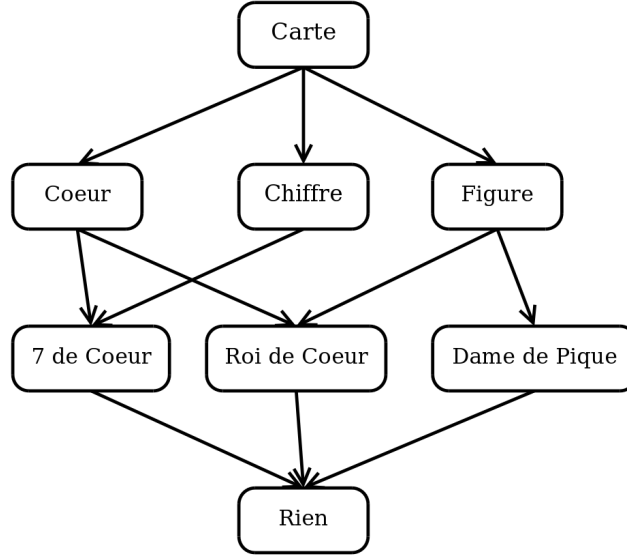 Carte
Coeur
Chiffre
Figure
7 de Coeur
Roi de Coeur
Dame de Pique
Rien